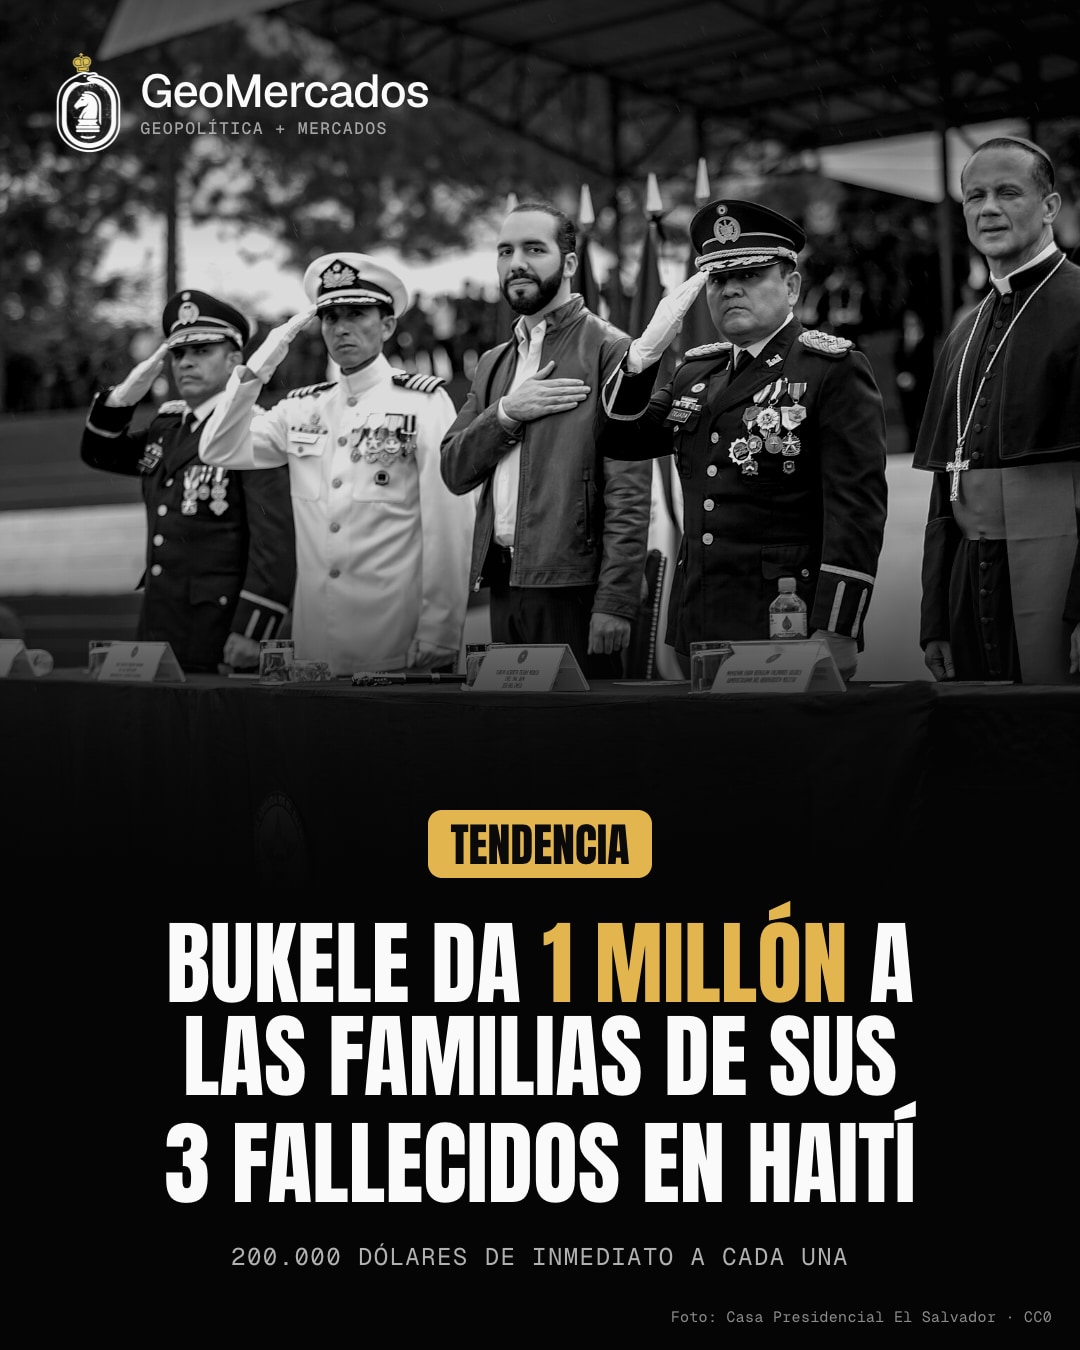 GeoMercados
GEOPOLÍTICA + MERCADOS
TENDENCIA
BUKELE DA 1 MILLÓN A
LAS FAMILIAS DE SUS
3 FALLECIDOS EN HAITÍ
200.000 DÓLARES DE INMEDIATO A CADA UNA
Foto: Casa Presidencial El Salvador · CC0